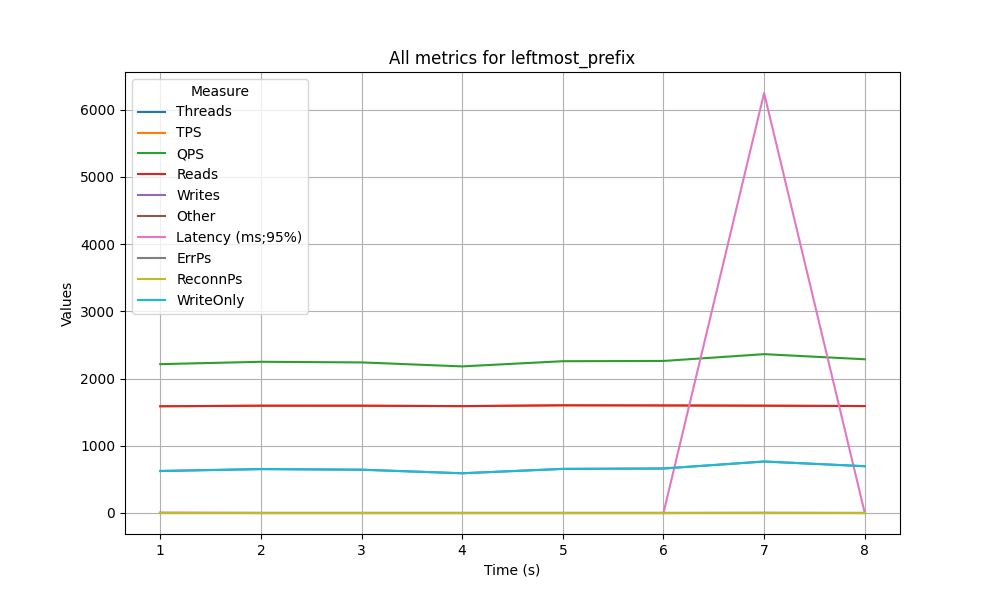 All metrics for leftmost_prefix
Measure
Threads
TPS
QPS
Reads
Writes
Other
Latency (ms;95%)
ErrPs
ReconnPs
WriteOnly
Values
6000
5000
4000
3000
2000
1000
0
1 2 3 4 5 6 7 8
Time (s)